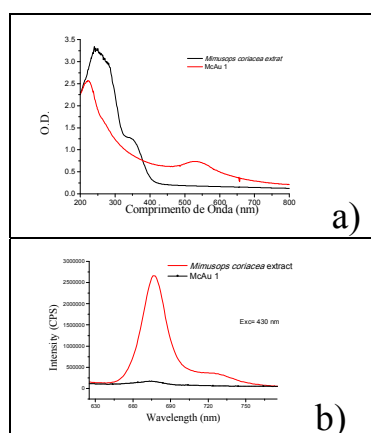 3.5
3.0
2.5
2.0
1.5
1.0
0.5
0.0
O.D.
Mimusops coriacea extrat
McAu 1
200 300 400 500 600 700 800
Comprimento de Onda (nm)
a)
3000000
2500000
2000000
1500000
1000000
500000
0
Intensity (CPS)
Mimusops coriacea extract
McAu 1
Exc= 430 nm
630 660 690 720 750
Wavelength (nm)
b)